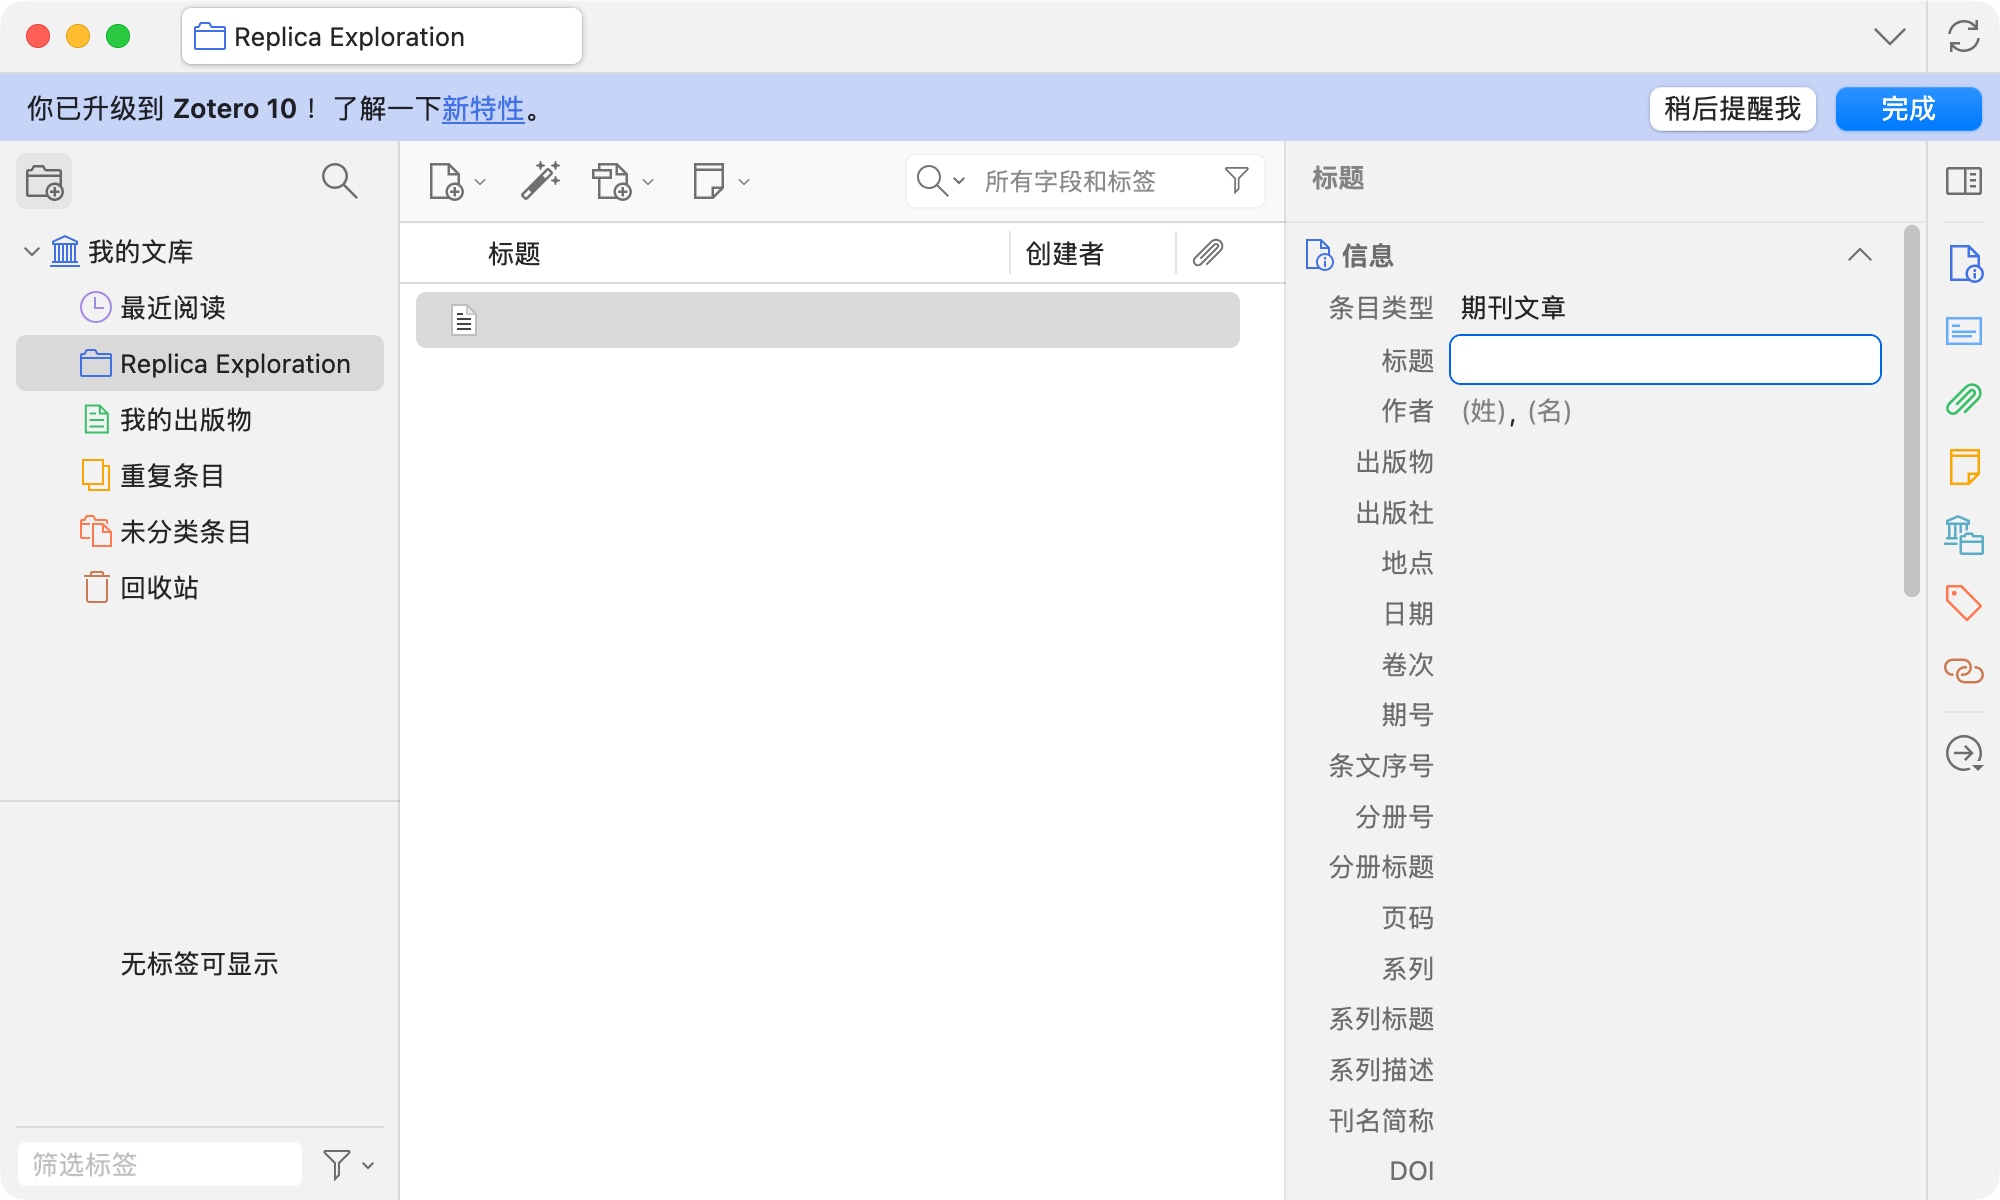 Replica Exploration
你已升级到 Zotero 10！了解一下新特性。
稍后提醒我
完成
我的文库
最近阅读
Replica Exploration
我的出版物
重复条目
未分类条目
回收站
无标签可显示
筛选标签
所有字段和标签
标题
创建者
标题
信息
条目类型 期刊文章
标题
作者 (姓), (名)
出版物
出版社
地点
日期
卷次
期号
条文序号
分册号
分册标题
页码
系列
系列标题
系列描述
刊名简称
DOI